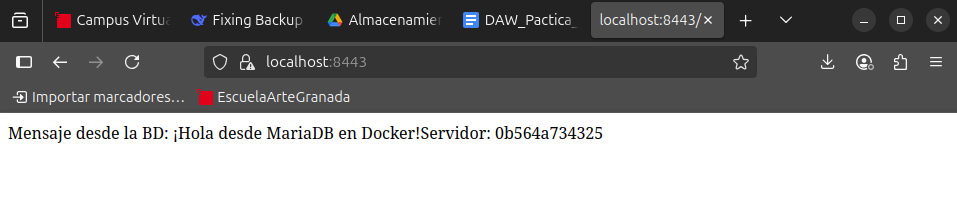 Campus Virtua
Fixing Backup
Almacenamien
DAW_Pactica_
localhost:8443/
localhost:8443
Importar marcadores…
EscuelaArteGranada
Mensaje desde la BD: ¡Hola desde MariaDB en Docker!Servidor: 0b564a734325